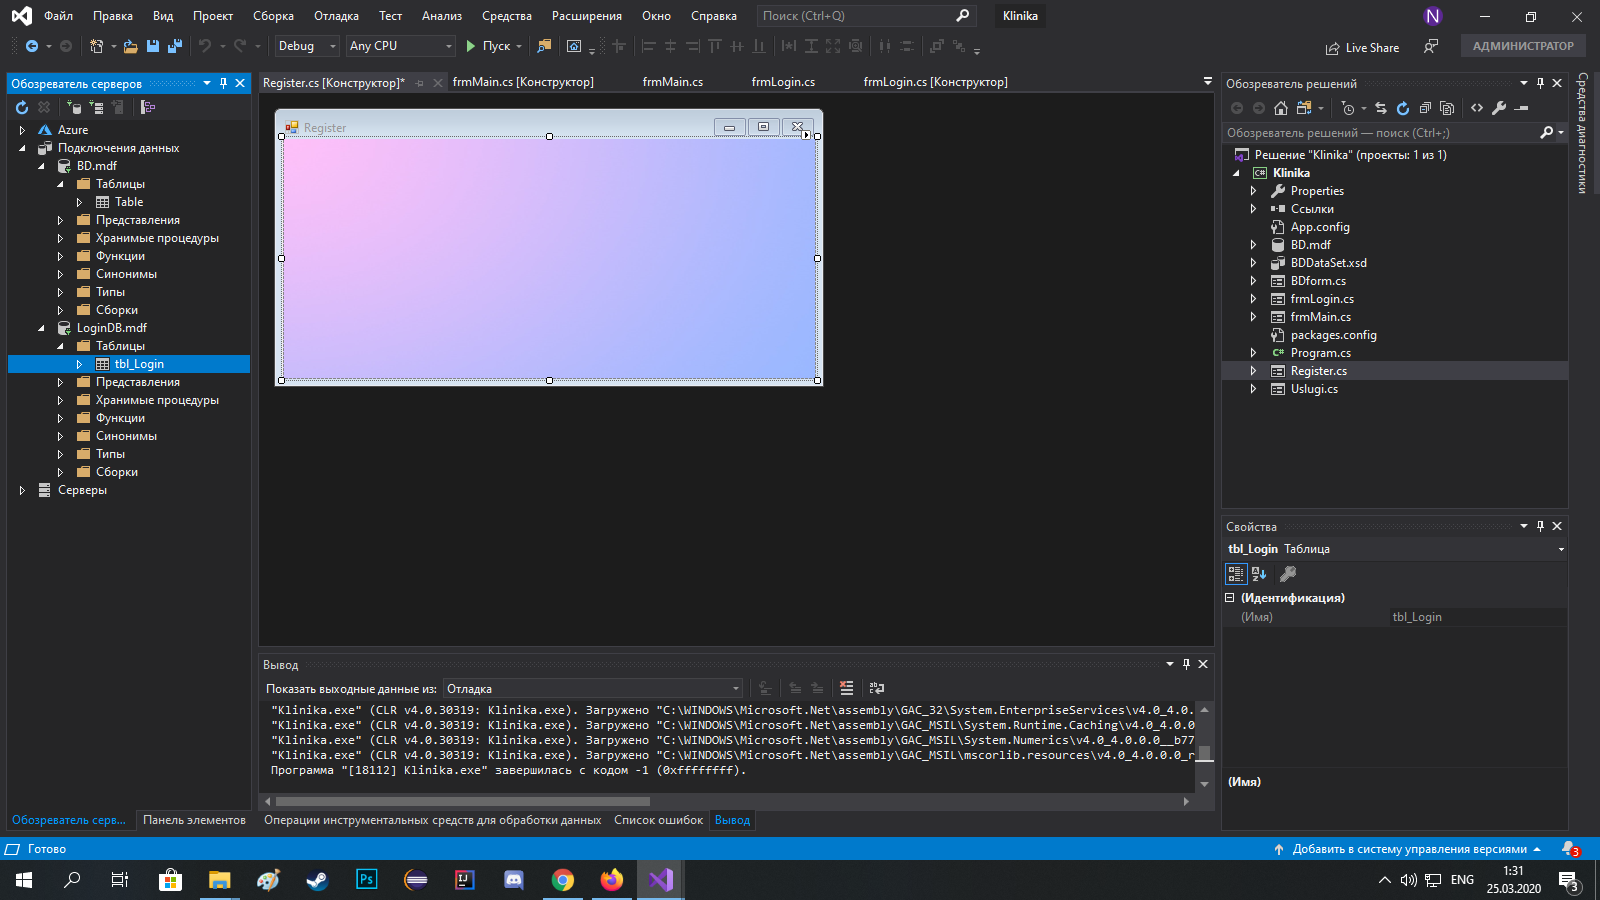 Файл Правка Вид Проект Сборка Отладка Тест Анализ Средства Расширения Окно Справка Поиск (Ctrl+Q) Klinika N
Debug Any CPU Пуск Live Share АДМИНИСТРАТОР
Обозреватель серверов
Azure
Подключения данных
BD.mdf
Таблицы
Table
Представления
Хранимые процедуры
Функции
Синонимы
Типы
Сборки
LoginDB.mdf
Таблицы
tbl_Login
Представления
Хранимые процедуры
Функции
Синонимы
Типы
Сборки
Серверы
Обозреватель серв... Панель элементов
Register.cs [Конструктор]* frmMain.cs [Конструктор] frmMain.cs frmLogin.cs frmLogin.cs [Конструктор]
Register
Вывод
Показать выходные данные из: Отладка
"Klinika.exe" (CLR v4.0.30319: Klinika.exe). Загружено "C:\WINDOWS\Microsoft.Net\assembly\GAC_32\System.EnterpriseServices\v4.0_4.0.
"Klinika.exe" (CLR v4.0.30319: Klinika.exe). Загружено "C:\WINDOWS\Microsoft.Net\assembly\GAC_MSIL\System.Runtime.Caching\v4.0_4.0.0
"Klinika.exe" (CLR v4.0.30319: Klinika.exe). Загружено "C:\WINDOWS\Microsoft.Net\assembly\GAC_MSIL\System.Numerics\v4.0_4.0.0.0__b77
"Klinika.exe" (CLR v4.0.30319: Klinika.exe). Загружено "C:\WINDOWS\Microsoft.Net\assembly\GAC_MSIL\mscorlib.resources\v4.0_4.0.0.0_r
Программа "[18112] Klinika.exe" завершилась с кодом -1 (0xffffffff).
Операции инструментальных средств для обработки данных Список ошибок Вывод
Обозреватель решений
Обозреватель решений — поиск (Ctrl+;)
Решение "Klinika" (проекты: 1 из 1)
C# Klinika
Properties
Ссылки
App.config
BD.mdf
BDDataSet.xsd
BDform.cs
frmLogin.cs
frmMain.cs
packages.config
C# Program.cs
Register.cs
Uslugi.cs
Средства диагностики
Свойства
tbl_Login Таблица
(Идентификация)
(Имя) tbl_Login
(Имя)
Готово Добавить в систему управления версиями 3
Ps IJ ENG 1:31
25.03.2020 3